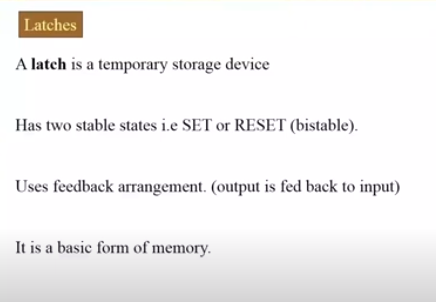 Latches
A latch is a temporary storage device
Has two stable states i.e SET or RESET (bistable).
Uses feedback arrangement. (output is fed back to input)
It is a basic form of memory.